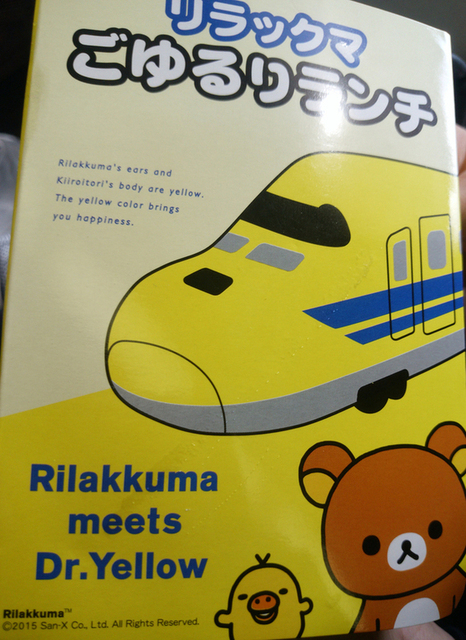 リラックマ
ごゆるりランチ
Rilakkuma's ears and
Kiiroitori's body are yellow.
The yellow color brings
you happiness.
Rilakkuma
meets
Dr.Yellow
Rilakkuma™
©2015 San-X Co., Ltd. All Rights Reserved.